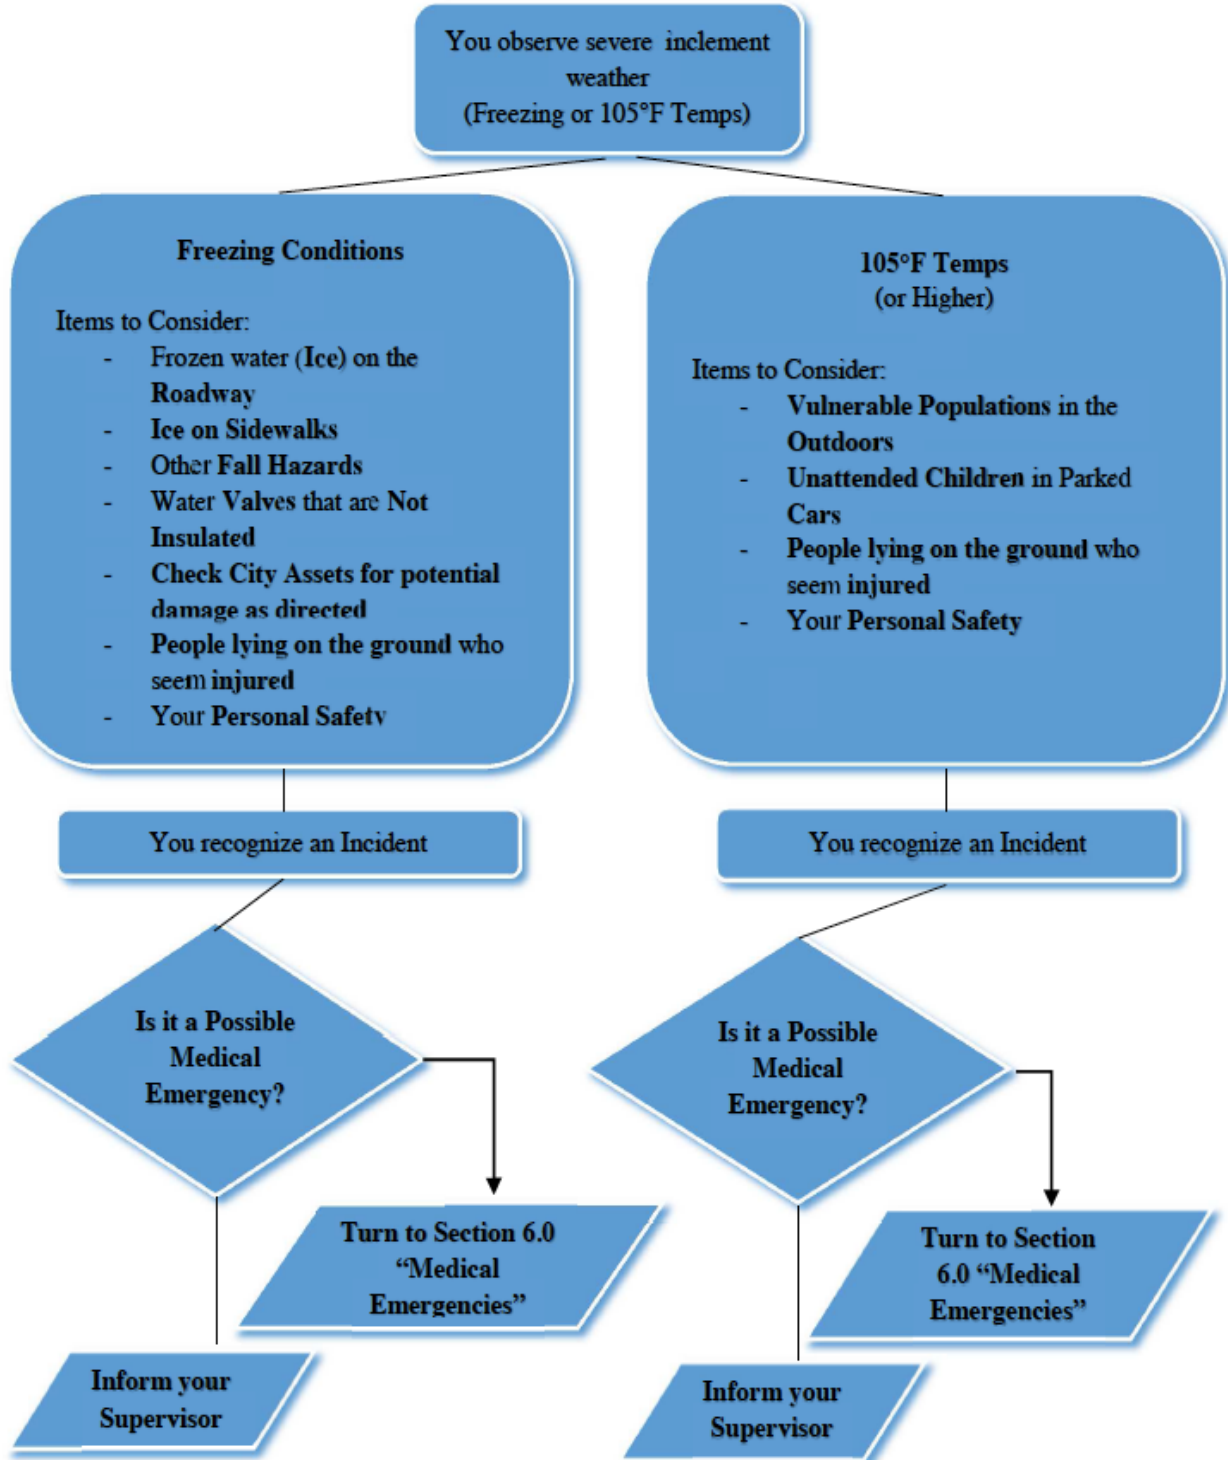 You observe severe inclement
weather
(Freezing or 105°F Temps)
Freezing Conditions
Items to Consider:
- Frozen water (Ice) on the
Roadway
- Ice on Sidewalks
- Other Fall Hazards
- Water Valves that are Not
Insulated
- Check City Assets for potential
damage as directed
- People lying on the ground who
seem injured
- Your Personal Safety
105°F Temps
(or Higher)
Items to Consider:
- Vulnerable Populations in the
Outdoors
- Unattended Children in Parked
Cars
- People lying on the ground who
seem injured
- Your Personal Safety
You recognize an Incident
You recognize an Incident
Is it a Possible
Medical
Emergency?
Is it a Possible
Medical
Emergency?
Turn to Section 6.0
“Medical
Emergencies”
Turn to Section
6.0 “Medical
Emergencies”
Inform your
Supervisor
Inform your
Supervisor